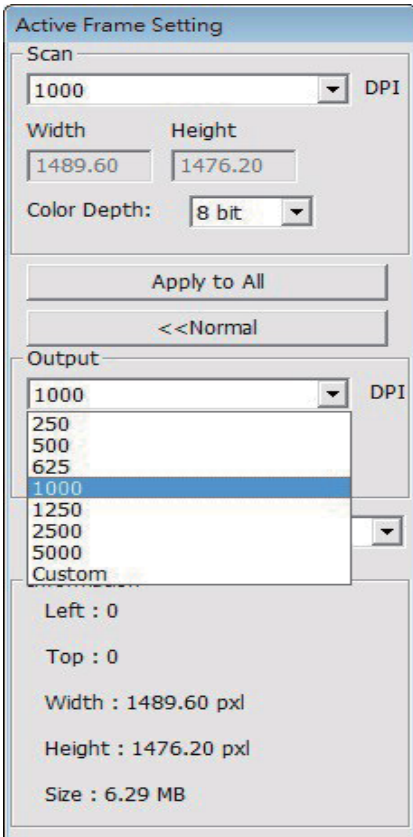 Active Frame Setting
Scan
1000 DPI
Width Height
1489.60 1476.20
Color Depth: 8 bit
Apply to All
<<Normal
Output
1000 DPI
250
500
625
1000
1250
2500
5000
Custom
Left : 0
Top : 0
Width : 1489.60 pxl
Height : 1476.20 pxl
Size : 6.29 MB